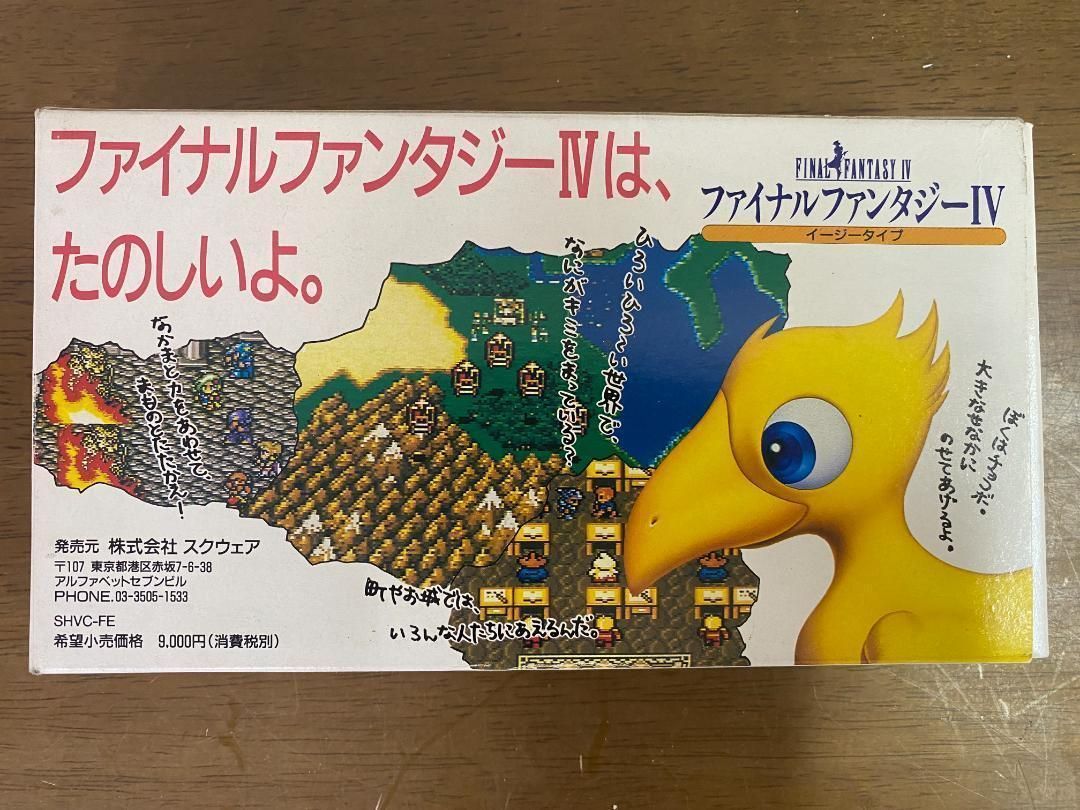 ファイナルファンタジーⅣは、
たのしいよ。
FINAL FANTASY IV
ファイナルファンタジーⅣ
イージータイプ
ひろいひろ〜い世界で、
なにがキミをまっている?
なかまと力をあわせて、
おおのとたたかえー!
ぼくはチョコボ。
大きなせなかに
のせてあげるよ。
町やお城では、
いろんな人たちにあえるんだ。
発売元 株式会社 スクウェア
〒107 東京都港区赤坂7-6-38
アルファベットセブンビル
PHONE. 03-3505-1533
SHVC-FE
希望小売価格 9,000円(消費税別)